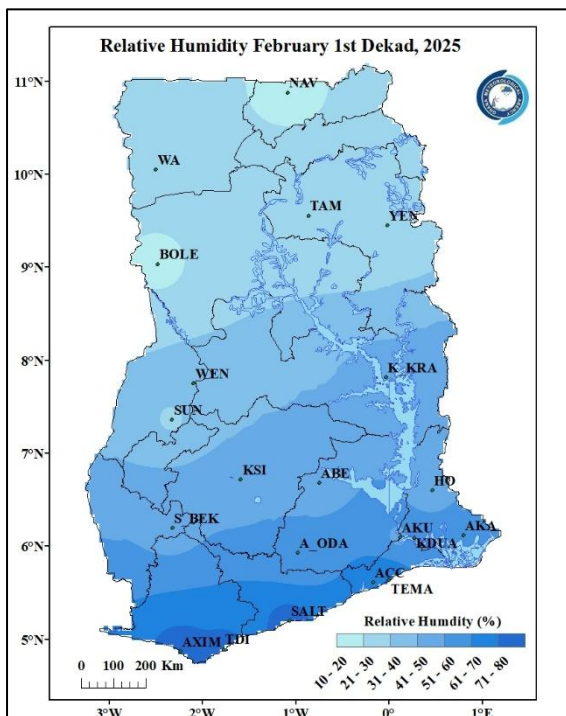 Relative Humidity February 1st Dekad, 2025
11°N
NAV
WA
10°N
TAM
YEN
BOLE
9°N
8°N
WEN
K_KRA
SUN
7°N
KSI
ABE
HO
S_BEK
AKU
AKA
6°N
A_ODA
KDUA
ACC
TEMA
SALT
Relative Humdity (%)
5°N
AXIM
TDI
0 100 200 Km
10 - 20
21 - 30
31 - 40
41 - 50
51 - 60
61 - 70
71 - 80
3°W
2°W
1°W
0°
1°E